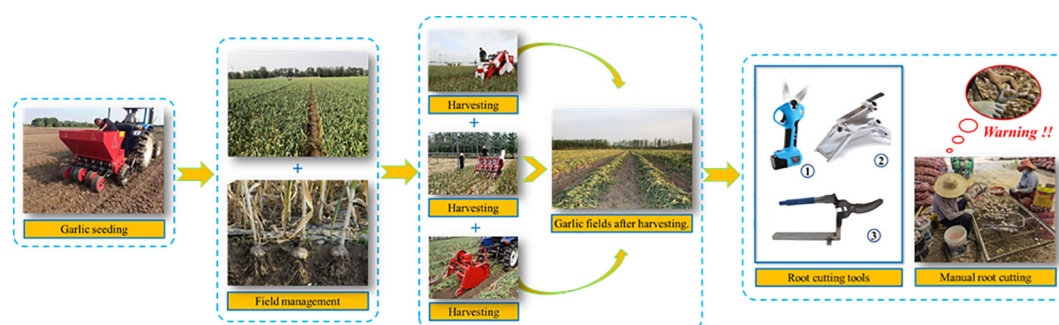 Garlic seeding
+
Field management
Harvesting
+
Harvesting
+
Harvesting
Garlic fields after harvesting.
①
②
③
Root cutting tools
Warning !!
Manual root cutting